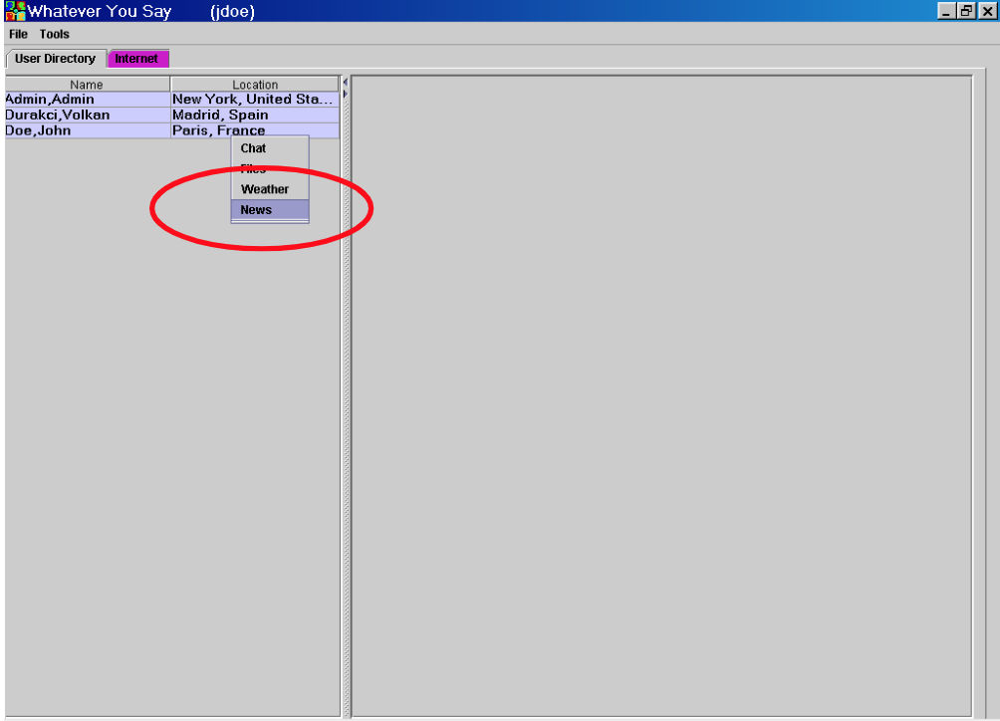 Whatever You Say (jdoe)
File Tools
User Directory Internet
Name Location
Admin,Admin New York, United Sta...
Durakci,Volkan Madrid, Spain
Doe,John Paris, France
Chat
Files
Weather
News